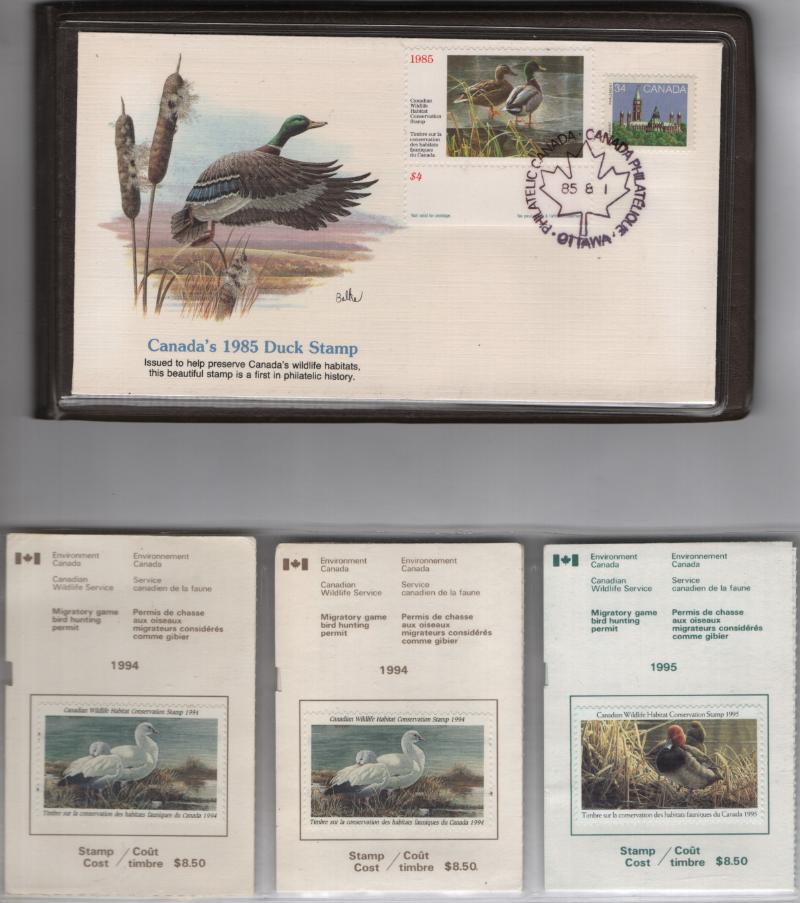 1985
Canadian
Wildlife
Habitat
Conservation
Stamp
Timbre sur la
conservation
des habitats
fauniques
du Canada
$4
Not valid for postage
34 CANADA
PHILATELIC CANADA · CANADA PHILATÉLIQUE
85 8 1
· OTTAWA ·
Balke
Canada's 1985 Duck Stamp
Issued to help preserve Canada's wildlife habitats,
this beautiful stamp is a first in philatelic history.
Environment Canada
Environnement Canada
Canadian Wildlife Service
Service canadien de la faune
Migratory game bird hunting permit
Permis de chasse aux oiseaux migrateurs considérés comme gibier
1994
Canadian Wildlife Habitat Conservation Stamp 1994
Timbre sur la conservation des habitats fauniques du Canada 1994
Stamp Cost / Coût timbre $8.50
Environment Canada
Environnement Canada
Canadian Wildlife Service
Service canadien de la faune
Migratory game bird hunting permit
Permis de chasse aux oiseaux migrateurs considérés comme gibier
1994
Canadian Wildlife Habitat Conservation Stamp 1994
Timbre sur la conservation des habitats fauniques du Canada 1994
Stamp Cost / Coût timbre $8.50
Environment Canada
Environnement Canada
Canadian Wildlife Service
Service canadien de la faune
Migratory game bird hunting permit
Permis de chasse aux oiseaux migrateurs considérés comme gibier
1995
Canadian Wildlife Habitat Conservation Stamp 1995
Timbre sur la conservation des habitats fauniques du Canada 1995
Stamp Cost / Coût timbre $8.50